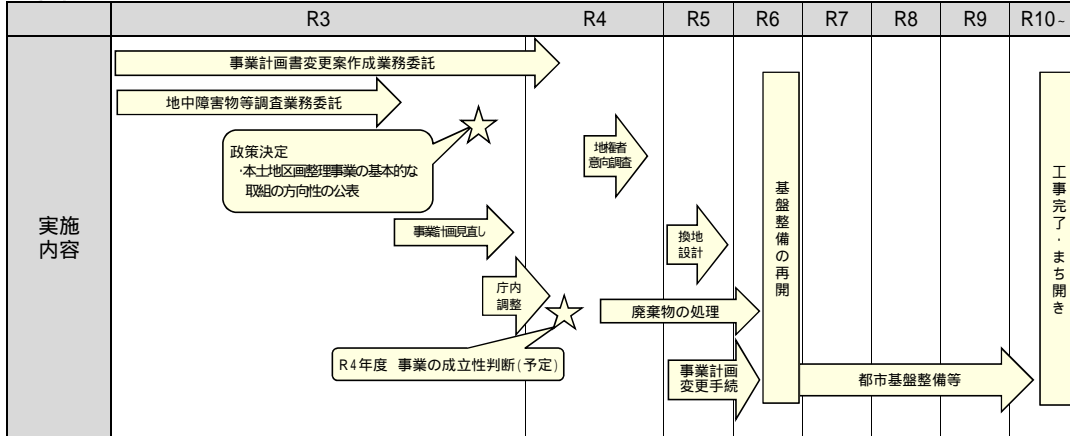 R3 R4 R5 R6 R7 R8 R9 R10~
実施
内容
事業計画書変更案作成業務委託
地中障害物等調査業務委託
政策決定
・本土地区画整理事業の基本的な
取組の方向性の公表
地権者
意向調査
事業計画見直し
換地
設計
庁内
調整
廃棄物の処理
R4年度 事業の成立性判断(予定)
事業計画
変更手続
基盤整備の再開
都市基盤整備等
工事完了・まち開き